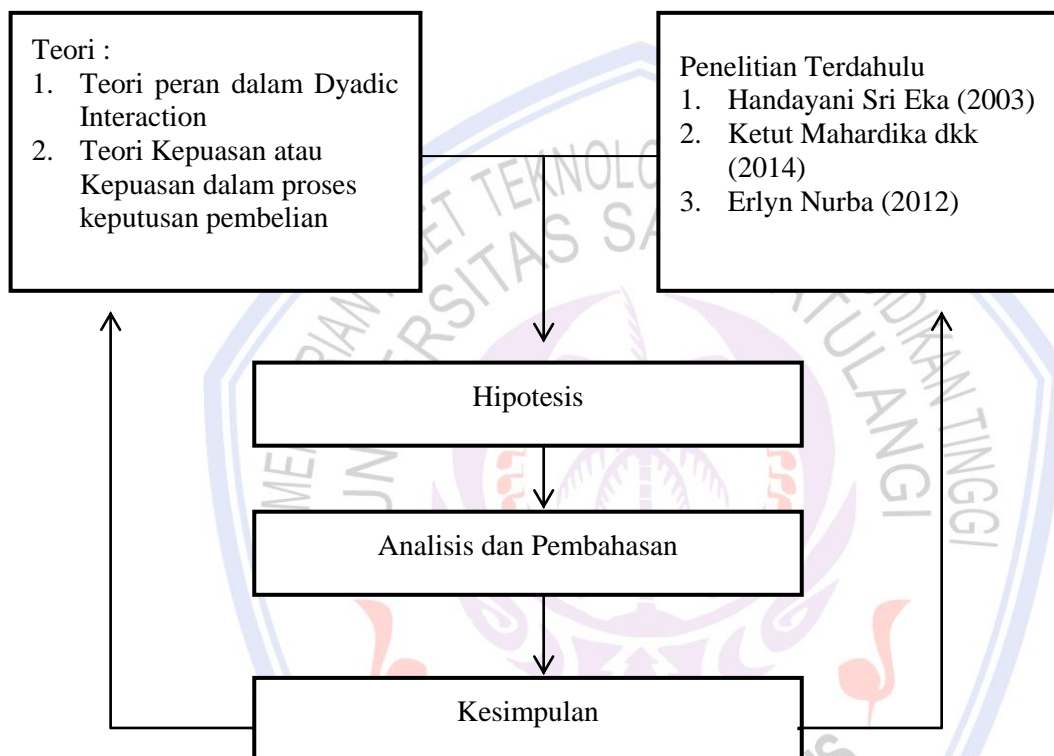 Teori :
1. Teori peran dalam Dyadic
Interaction
2. Teori Kepuasan atau
Kepuasan dalam proses
keputusan pembelian
Penelitian Terdahulu
1. Handayani Sri Eka (2003)
2. Ketut Mahardika dkk
(2014)
3. Erlyn Nurba (2012)
Hipotesis
Analisis dan Pembahasan
Kesimpulan